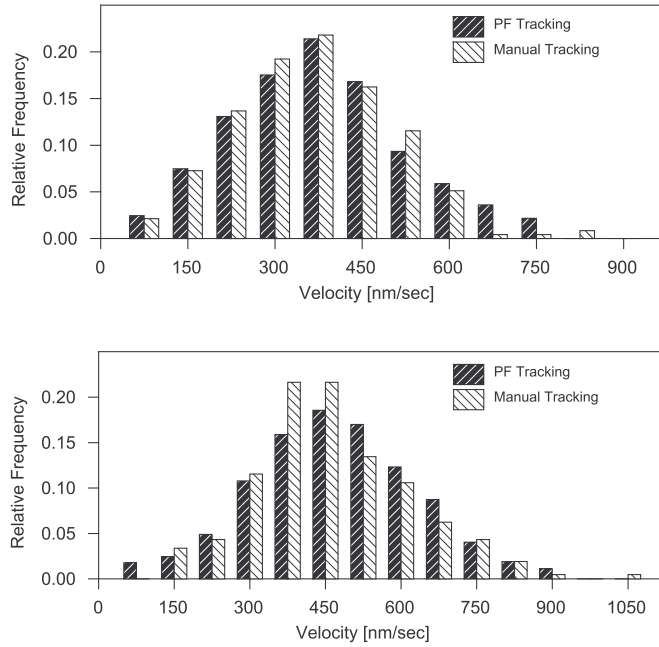 0.20
0.15
0.10
0.05
0.00
Relative Frequency
PF Tracking
Manual Tracking
0 150 300 450 600 750 900
Velocity [nm/sec]
0.20
0.15
0.10
0.05
0.00
Relative Frequency
PF Tracking
Manual Tracking
0 150 300 450 600 750 900 1050
Velocity [nm/sec]